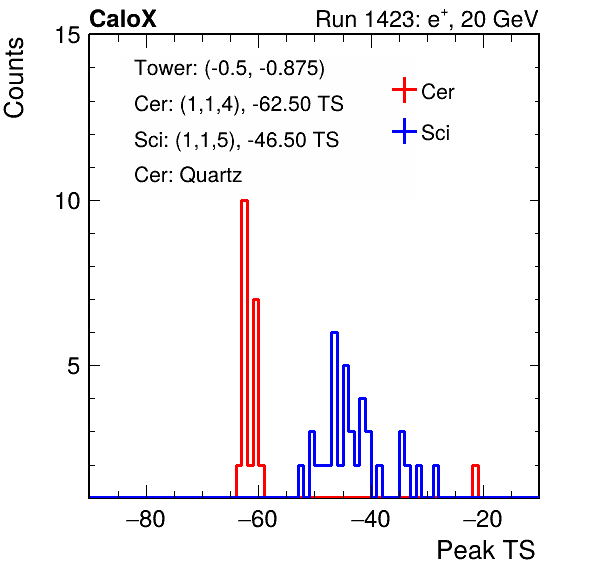 CaloX Run 1423: e⁺, 20 GeV
Counts
15
10
5
Tower: (-0.5, -0.875)
Cer: (1,1,4), -62.50 TS
Sci: (1,1,5), -46.50 TS
Cer: Quartz
Cer
Sci
−80 −60 −40 −20
Peak TS